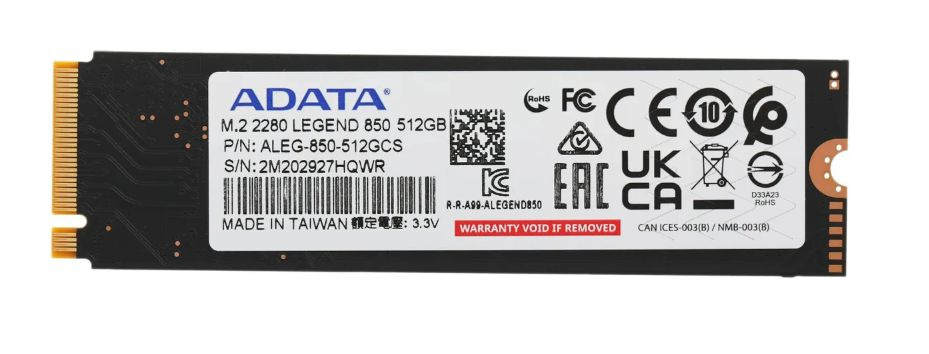 ADATA®
M.2 2280 LEGEND 850 512GB
P/N: ALEG-850-512GCS
S/N: 2M202927HQWR
MADE IN TAIWAN 額定電壓: 3.3V
R-R-A99-ALEGEND850
WARRANTY VOID IF REMOVED
RoHS
FC
CE
10
EAC
UK
CA
D33A23
RoHS
CAN ICES-003(B) / NMB-003(B)